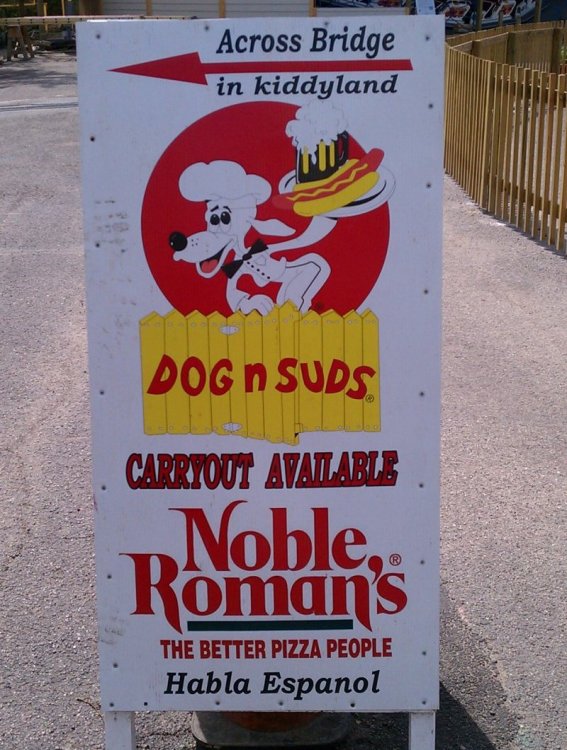 Across Bridge
in kiddyland
DOG n SUDS®
CARRYOUT AVAILABLE
Noble
Roman's®
THE BETTER PIZZA PEOPLE
Habla Espanol